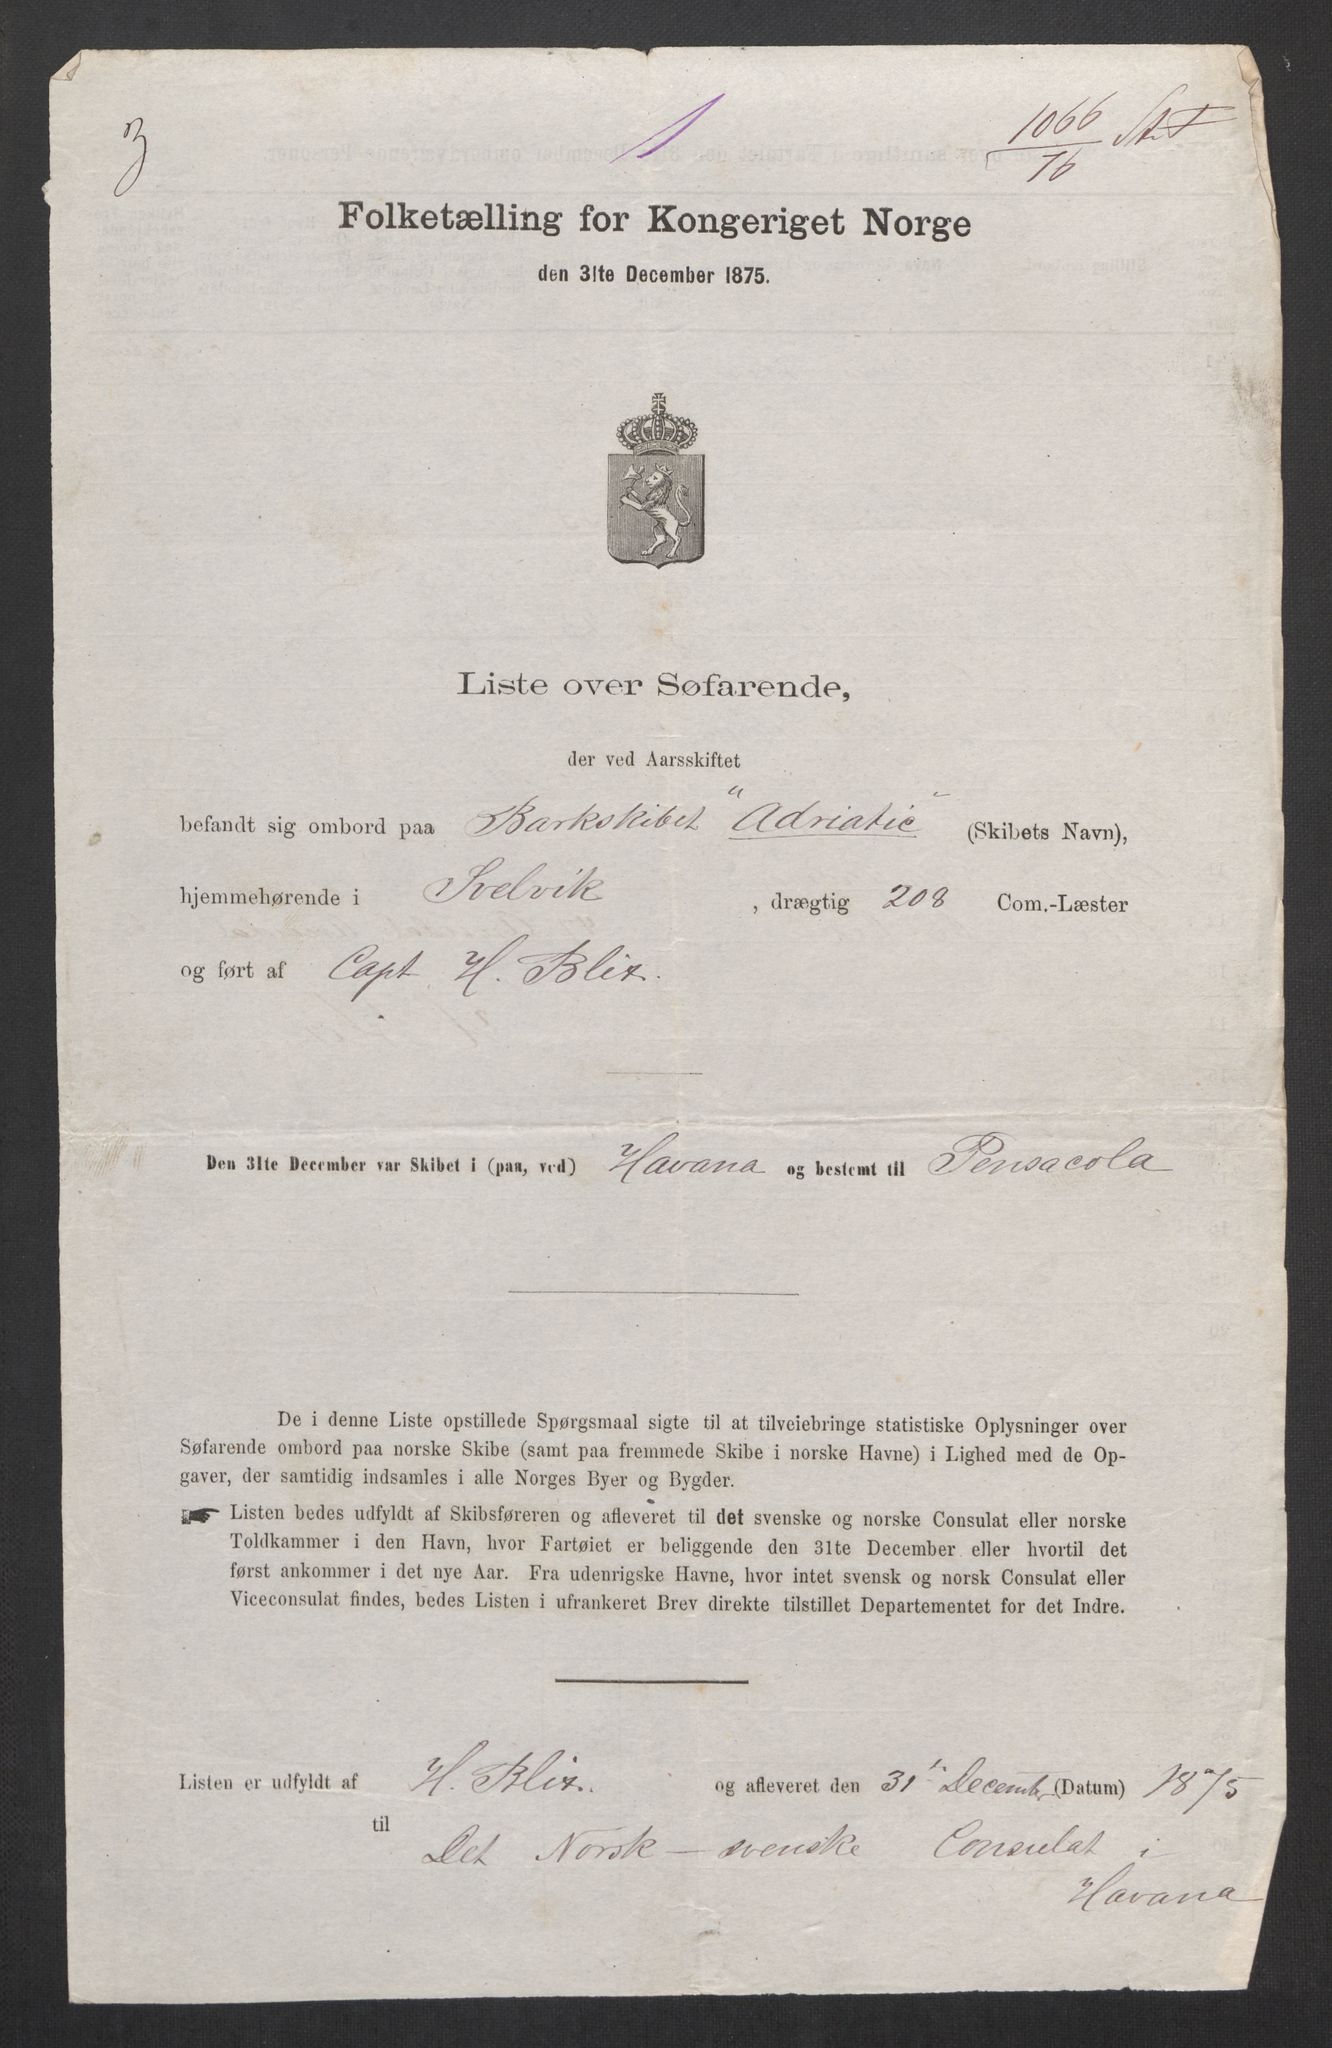 3
1
1066
76
Folketælling for Kongeriget Norge
den 31te December 1875.
Liste over Søfarende,
der ved Aarsskiftet
befandt sig ombord paa Barkskibet "Adriatic" (Skibets Navn),
hjemmehørende i Svelvik, drægtig 208 Com.-Læster
og ført af Capt H. Blix.
Den 31te December var Skibet i (paa, ved) Havana og bestemt til Pensacola
De i denne Liste opstillede Spørgsmaal sigte til at tilveiebringe statistiske Oplysninger over
Søfarende ombord paa norske Skibe (samt paa fremmede Skibe i norske Havne) i Lighed med de Op-
gaver, der samtidig indsamles i alle Norges Byer og Bygder.
☛ Listen bedes udfyldt af Skibsføreren og afleveret til det svenske og norske Consulat eller norske
Toldkammer i den Havn, hvor Fartøiet er beliggende den 31te December eller hvortil det
først ankommer i det nye Aar. Fra udenrigske Havne, hvor intet svensk og norsk Consulat eller
Viceconsulat findes, bedes Listen i ufrankeret Brev direkte tilstillet Departementet for det Indre.
Listen er udfyldt af H. Blix. og afleveret den 31te December (Datum) 1875
til
Det Norsk-svenske Consulat i
Havana